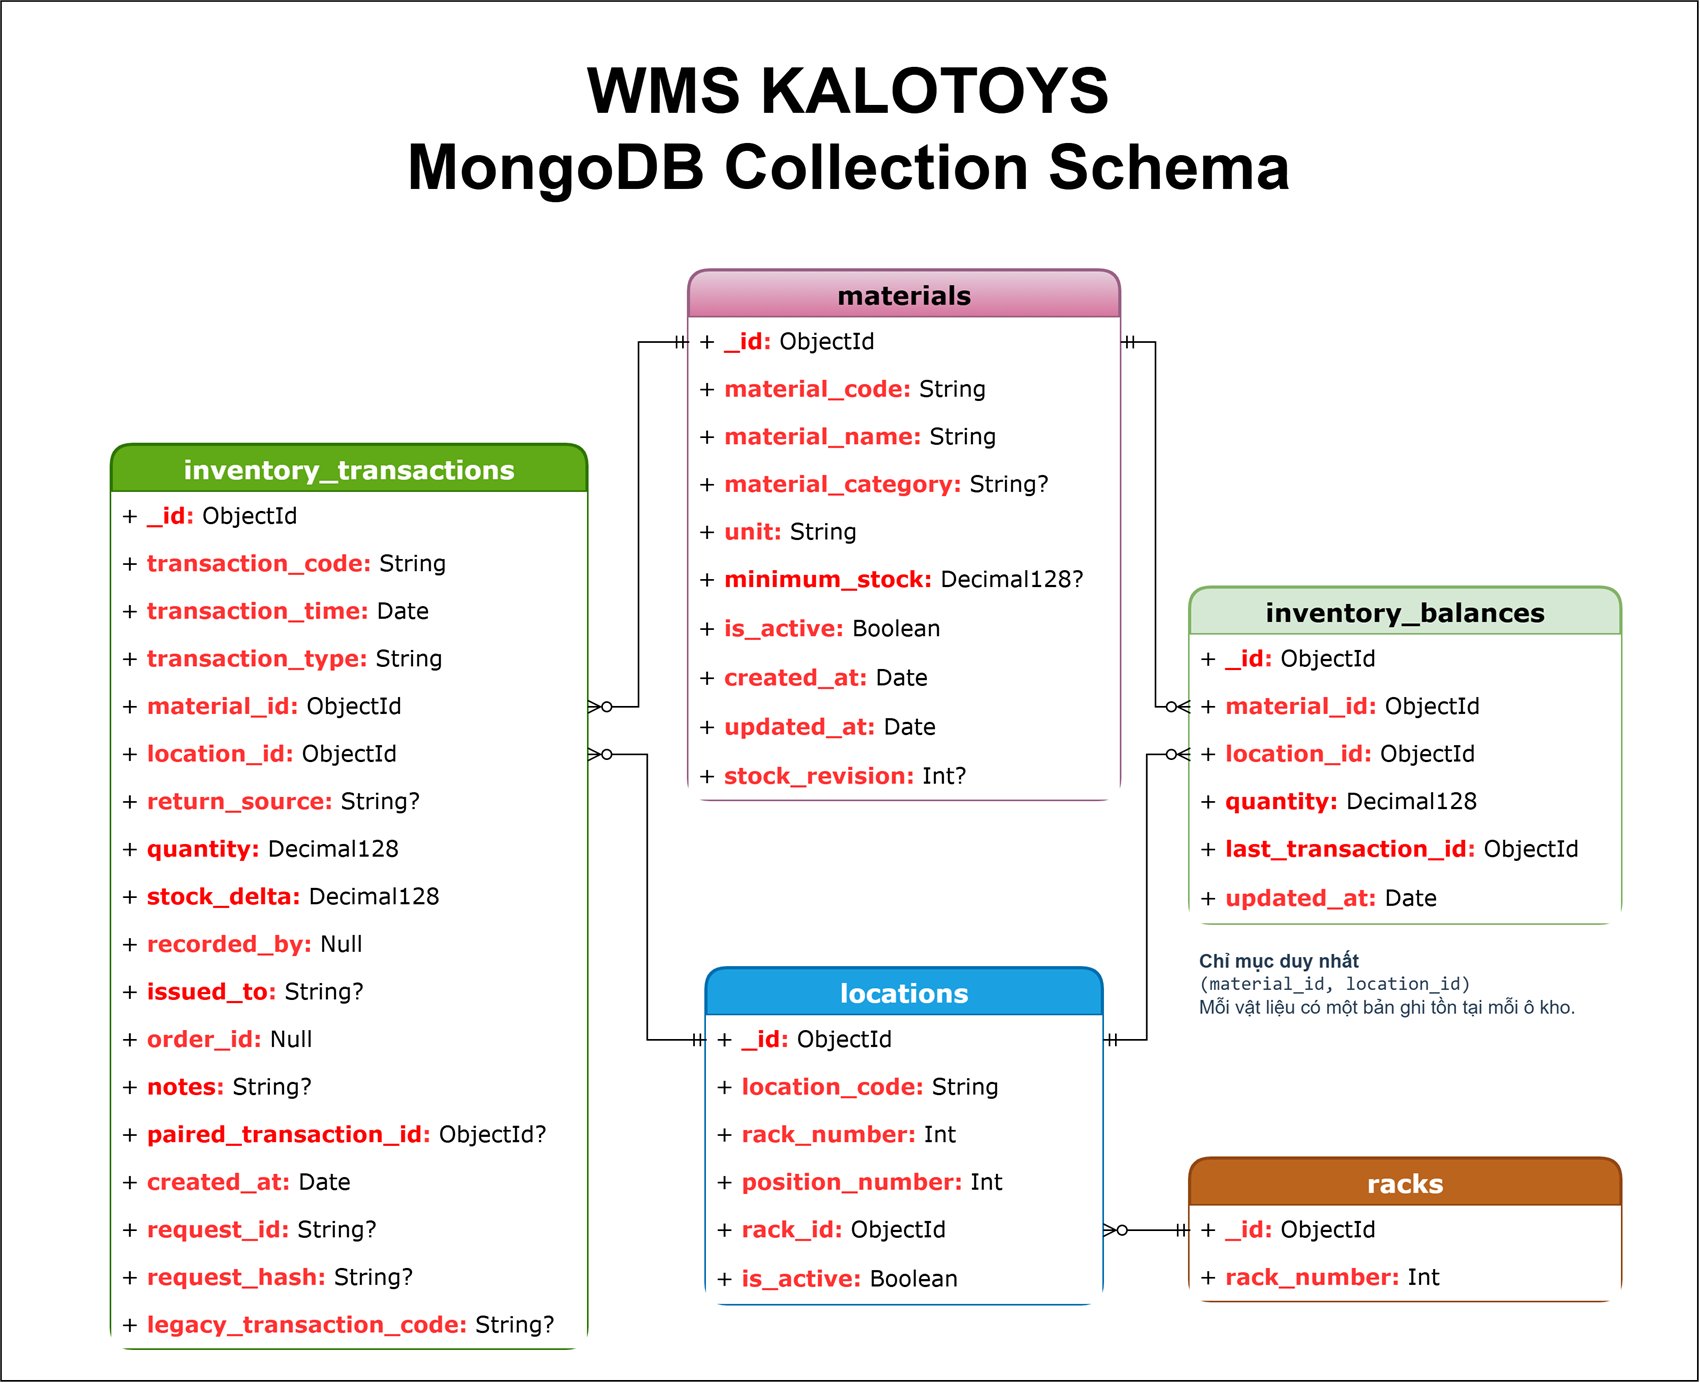 WMS KALOTOYS
MongoDB Collection Schema
materials
+ _id: ObjectId
+ material_code: String
+ material_name: String
+ material_category: String?
+ unit: String
+ minimum_stock: Decimal128?
+ is_active: Boolean
+ created_at: Date
+ updated_at: Date
+ stock_revision: Int?
inventory_transactions
+ _id: ObjectId
+ transaction_code: String
+ transaction_time: Date
+ transaction_type: String
+ material_id: ObjectId
+ location_id: ObjectId
+ return_source: String?
+ quantity: Decimal128
+ stock_delta: Decimal128
+ recorded_by: Null
+ issued_to: String?
+ order_id: Null
+ notes: String?
+ paired_transaction_id: ObjectId?
+ created_at: Date
+ request_id: String?
+ request_hash: String?
+ legacy_transaction_code: String?
inventory_balances
+ _id: ObjectId
+ material_id: ObjectId
+ location_id: ObjectId
+ quantity: Decimal128
+ last_transaction_id: ObjectId
+ updated_at: Date
Chỉ mục duy nhất
(material_id, location_id)
Mỗi vật liệu có một bản ghi tồn tại mỗi ô kho.
locations
+ _id: ObjectId
+ location_code: String
+ rack_number: Int
+ position_number: Int
+ rack_id: ObjectId
+ is_active: Boolean
racks
+ _id: ObjectId
+ rack_number: Int